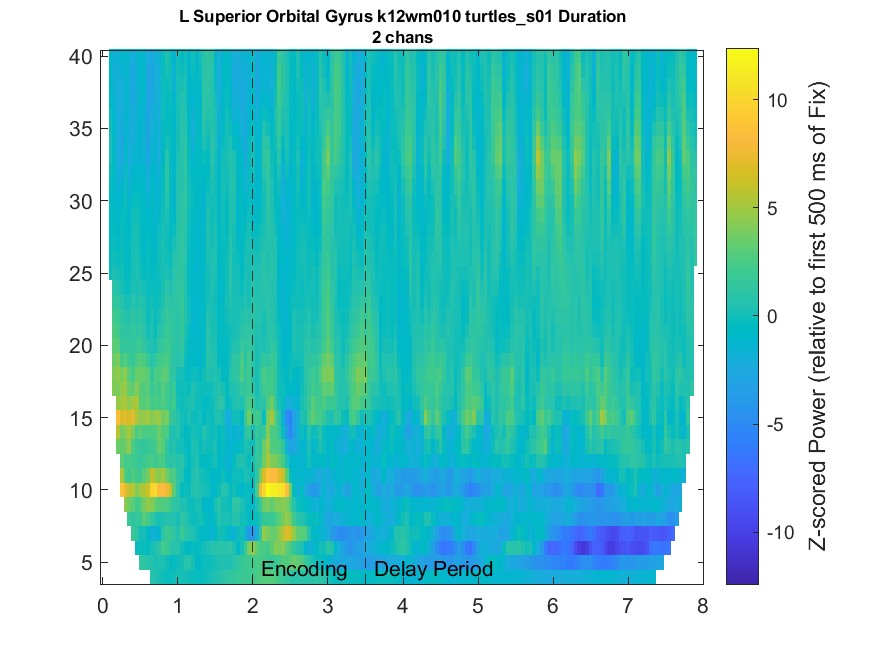 L Superior Orbital Gyrus k12wm010 turtles_s01 Duration
2 chans
40
35
30
25
20
15
10
5
Encoding
Delay Period
0 1 2 3 4 5 6 7 8
10
5
0
-5
-10
Z-scored Power (relative to first 500 ms of Fix)